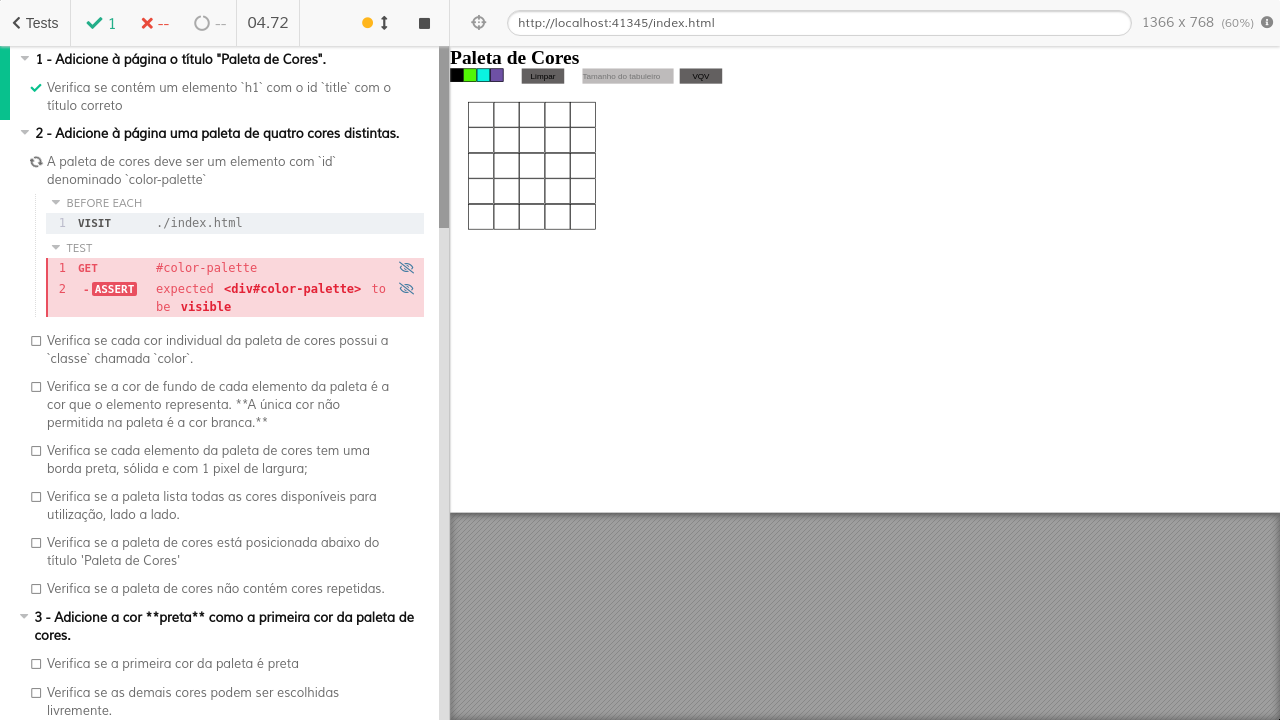 Tests
1
--
--
04.72
http://localhost:41345/index.html
1366 x 768 (60%)
1 - Adicione à página o título "Paleta de Cores".
Verifica se contém um elemento `h1` com o id `title` com o
título correto
2 - Adicione à página uma paleta de quatro cores distintas.
A paleta de cores deve ser um elemento com `id`
denominado `color-palette`
BEFORE EACH
1 VISIT ./index.html
TEST
1 GET #color-palette
2 -ASSERT expected <div#color-palette> to
be visible
Verifica se cada cor individual da paleta de cores possui a
`classe` chamada `color`.
Verifica se a cor de fundo de cada elemento da paleta é a
cor que o elemento representa. **A única cor não
permitida na paleta é a cor branca.**
Verifica se cada elemento da paleta de cores tem uma
borda preta, sólida e com 1 pixel de largura;
Verifica se a paleta lista todas as cores disponíveis para
utilização, lado a lado.
Verifica se a paleta de cores está posicionada abaixo do
título 'Paleta de Cores'
Verifica se a paleta de cores não contém cores repetidas.
3 - Adicione a cor **preta** como a primeira cor da paleta de
cores.
Verifica se a primeira cor da paleta é preta
Verifica se as demais cores podem ser escolhidas
livremente.
Paleta de Cores
Limpar
Tamanho do tabuleiro
VQV